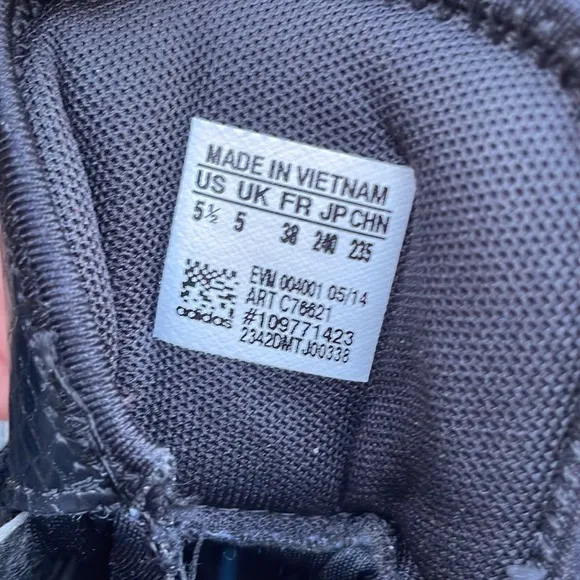 MADE IN VIETNAM
US UK FR JP CHN
5½ 5 38 240 235
EVM 004001 05/14
ART C76621
#109771423
adidas 2342DMTJ00338